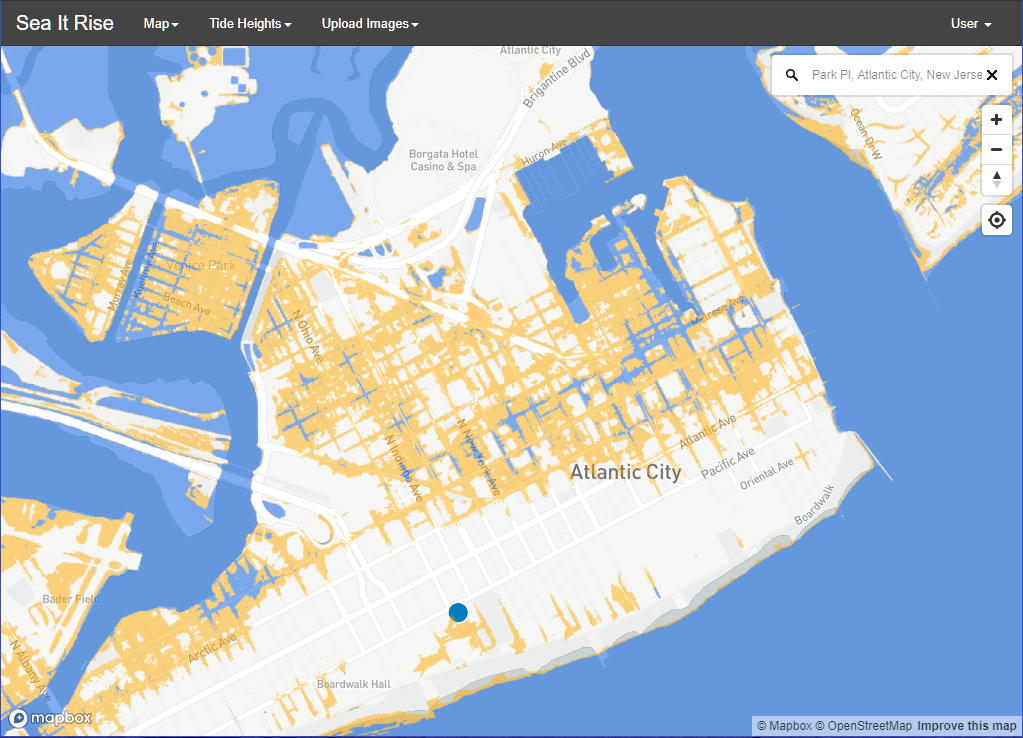 Sea It Rise Map Tide Heights Upload Images User
Atlantic City
Brigantine Blvd
Park Pl, Atlantic City, New Jerse
Ocean Dr W
Huron Ave
Borgata Hotel
Casino & Spa
Venice Park
Murray Ave
Kuehnle Ave
Beach Ave
N Ohio Ave
Melrose Ave
N Indiana Ave
N New York Ave
Atlantic Ave
Atlantic City
Pacific Ave
Oriental Ave
Boardwalk
Bader Field
N Albany Ave
Arctic Ave
Boardwalk Hall
mapbox
© Mapbox © OpenStreetMap Improve this map